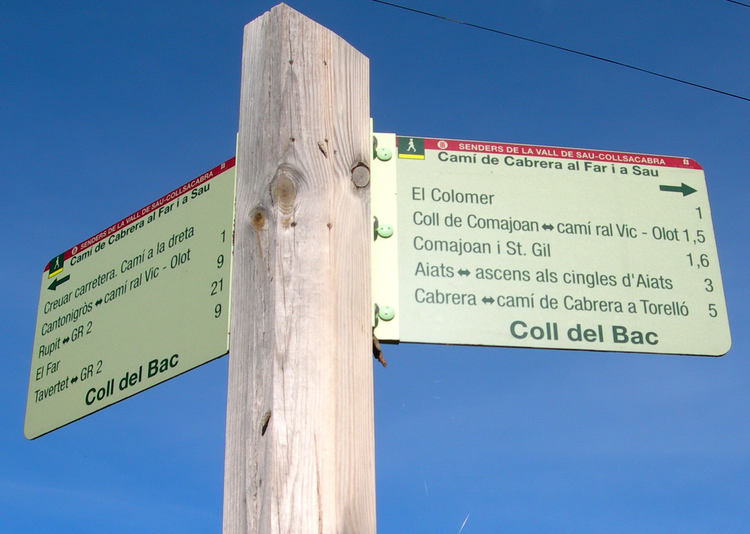 SENDERS DE LA VALL DE SAU-COLLSACABRA
Camí de Cabrera al Far i a Sau
Creuar carretera. Camí a la dreta
Cantonigròs ⬌ camí ral Vic - Olot 1
Rupit ⬌ GR 2 9
El Far 21
Tavertet ⬌ GR 2 9
Coll del Bac
SENDERS DE LA VALL DE SAU-COLLSACABRA
Camí de Cabrera al Far i a Sau
El Colomer 1
Coll de Comajoan ⬌ camí ral Vic - Olot 1,5
Comajoan i St. Gil 1,6
Aiats ⬌ ascens als cingles d'Aiats 3
Cabrera ⬌ camí de Cabrera a Torelló 5
Coll del Bac